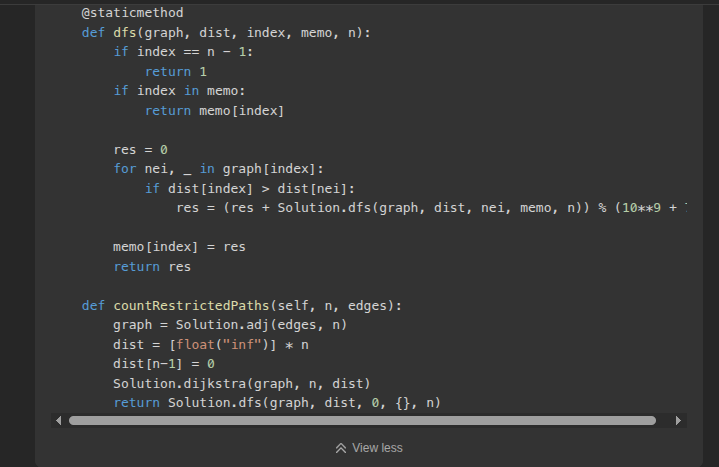 @staticmethod
def dfs(graph, dist, index, memo, n):
    if index == n - 1:
        return 1
    if index in memo:
        return memo[index]
    res = 0
    for nei, _ in graph[index]:
        if dist[index] > dist[nei]:
            res = (res + Solution.dfs(graph, dist, nei, memo, n)) % (10**9 +
    memo[index] = res
    return res
def countRestrictedPaths(self, n, edges):
    graph = Solution.adj(edges, n)
    dist = [float("inf")] * n
    dist[n-1] = 0
    Solution.dijkstra(graph, n, dist)
    return Solution.dfs(graph, dist, 0, {}, n)
View less